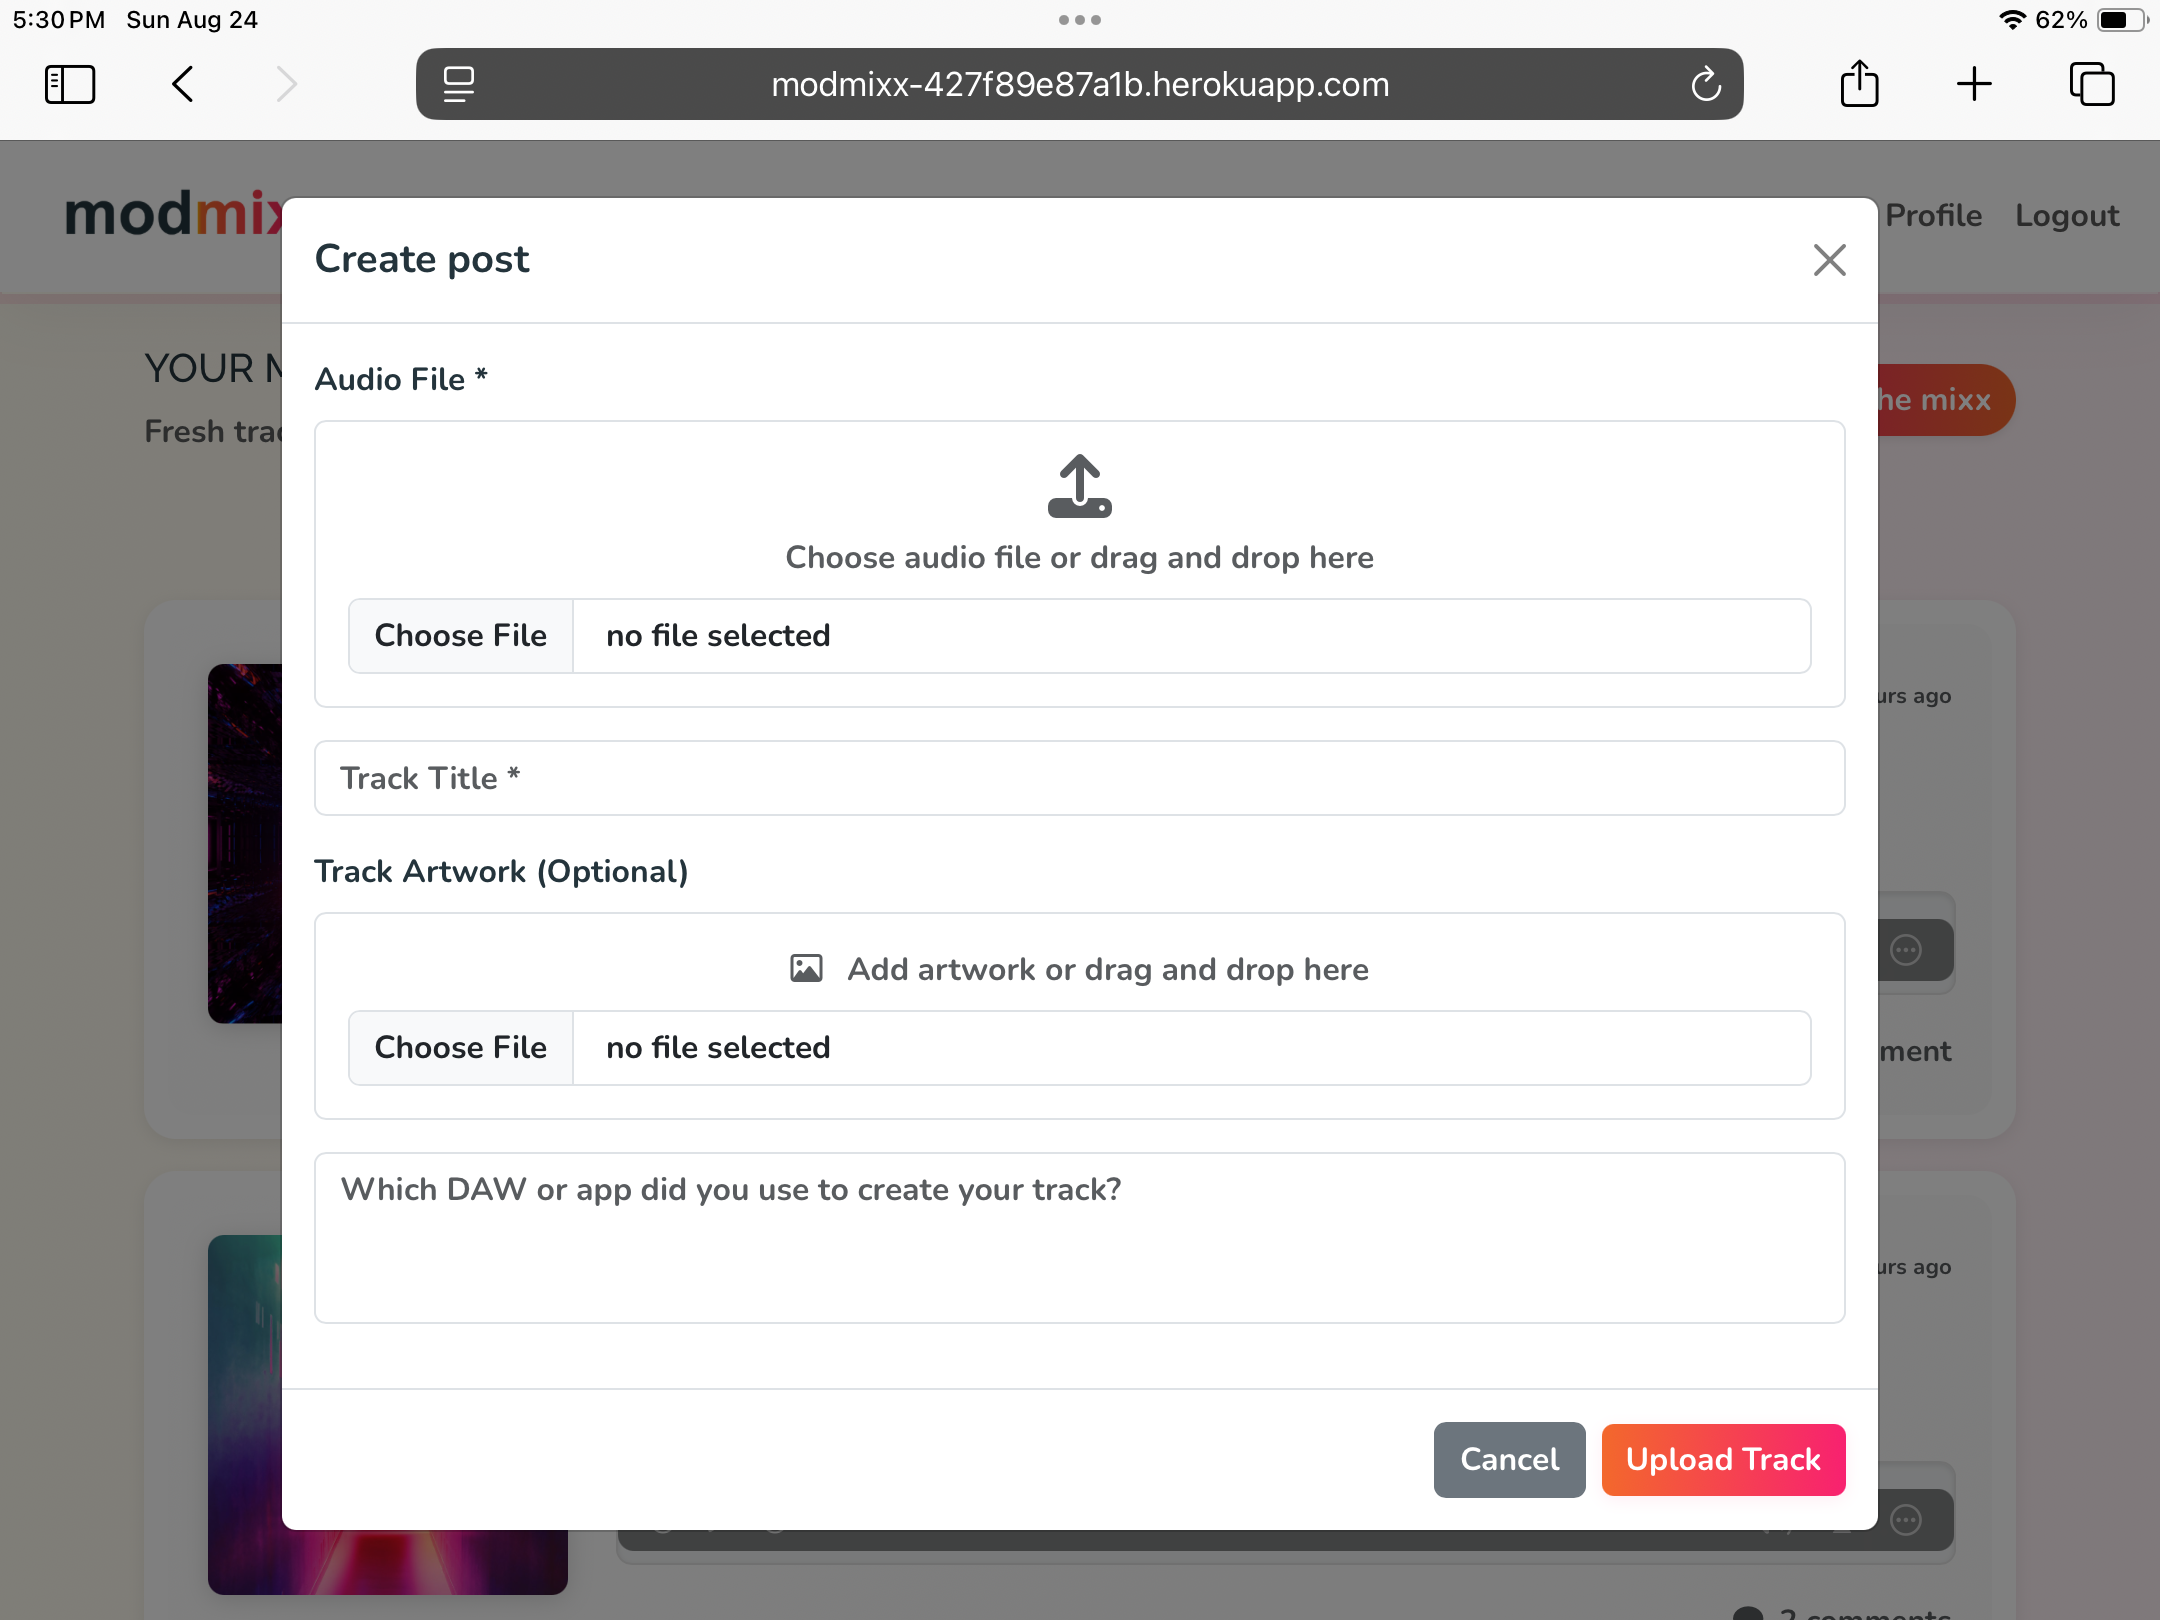 5:30 PM Sun Aug 24
62%
modmixx-427f89e87a1b.herokuapp.com
modmix
Profile Logout
Create post
YOUR
Fresh
he mixx
Audio File *
Choose audio file or drag and drop here
Choose File no file selected
urs ago
Track Title *
Track Artwork (Optional)
Add artwork or drag and drop here
Choose File no file selected
ment
Which DAW or app did you use to create your track?
urs ago
Cancel Upload Track
2 comments